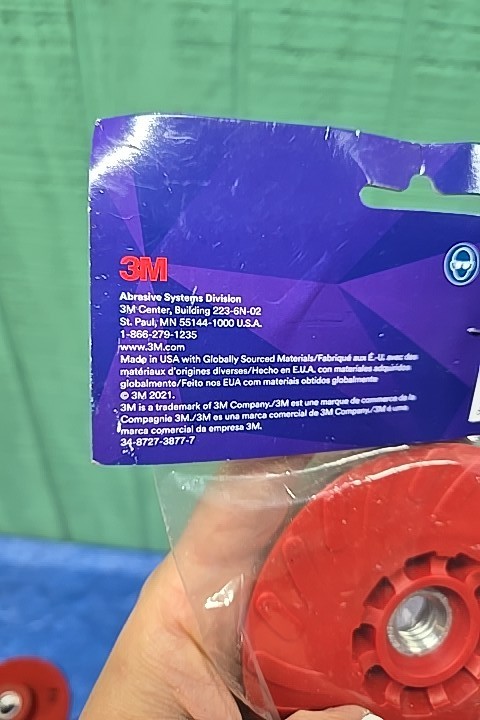 3M
Abrasive Systems Division
3M Center, Building 223-6N-02
St. Paul, MN 55144-1000 U.S.A.
1-866-279-1235
www.3M.com
Made in USA with Globally Sourced Materials/Fabriqué aux É.-U. avec des
matériaux d'origines diverses/Hecho en E.U.A. con materiales adquiridos
globalmente/Feito nos EUA com materiais obtidos globalmente
© 3M 2021.
3M is a trademark of 3M Company./3M est une marque de commerce de la
Compagnie 3M./3M es una marca comercial de 3M Company./3M é uma
marca comercial da empresa 3M.
34-8727-3877-7